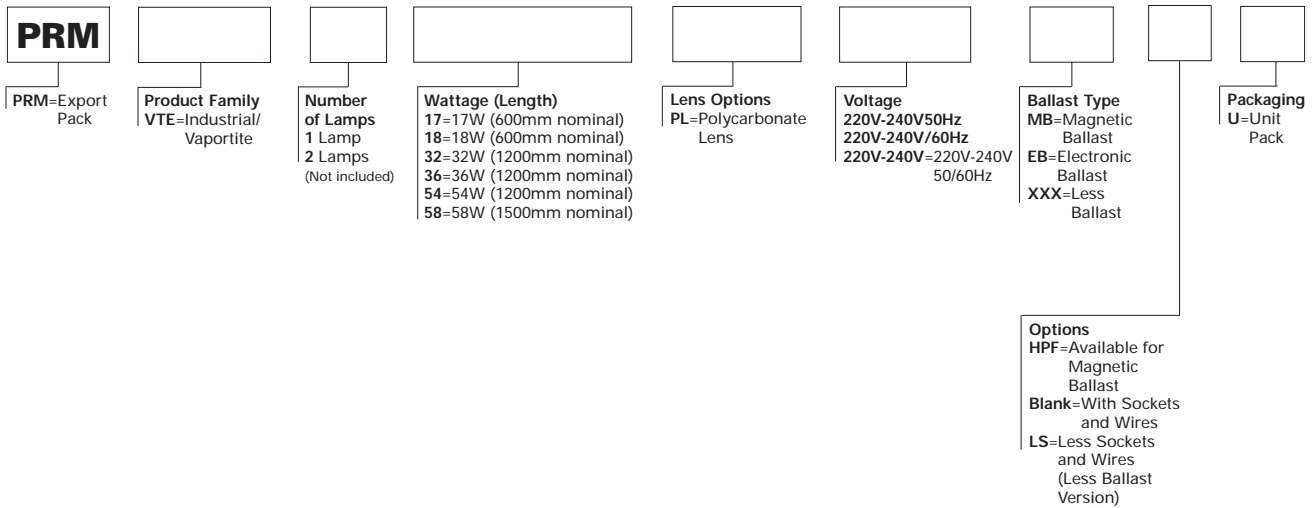 PRM
PRM=Export
Pack
Product Family
VTE=Industrial/
Vaportite
Number
of Lamps
1 Lamp
2 Lamps
(Not included)
Wattage (Length)
17=17W (600mm nominal)
18=18W (600mm nominal)
32=32W (1200mm nominal)
36=36W (1200mm nominal)
54=54W (1200mm nominal)
58=58W (1500mm nominal)
Lens Options
PL=Polycarbonate
Lens
Voltage
220V-240V50Hz
220V-240V/60Hz
220V-240V=220V-240V
50/60Hz
Ballast Type
MB=Magnetic
Ballast
EB=Electronic
Ballast
XXX=Less
Ballast
Options
HPF=Available for
Magnetic
Ballast
Blank=With Sockets
and Wires
LS=Less Sockets
and Wires
(Less Ballast
Version)
Packaging
U=Unit
Pack